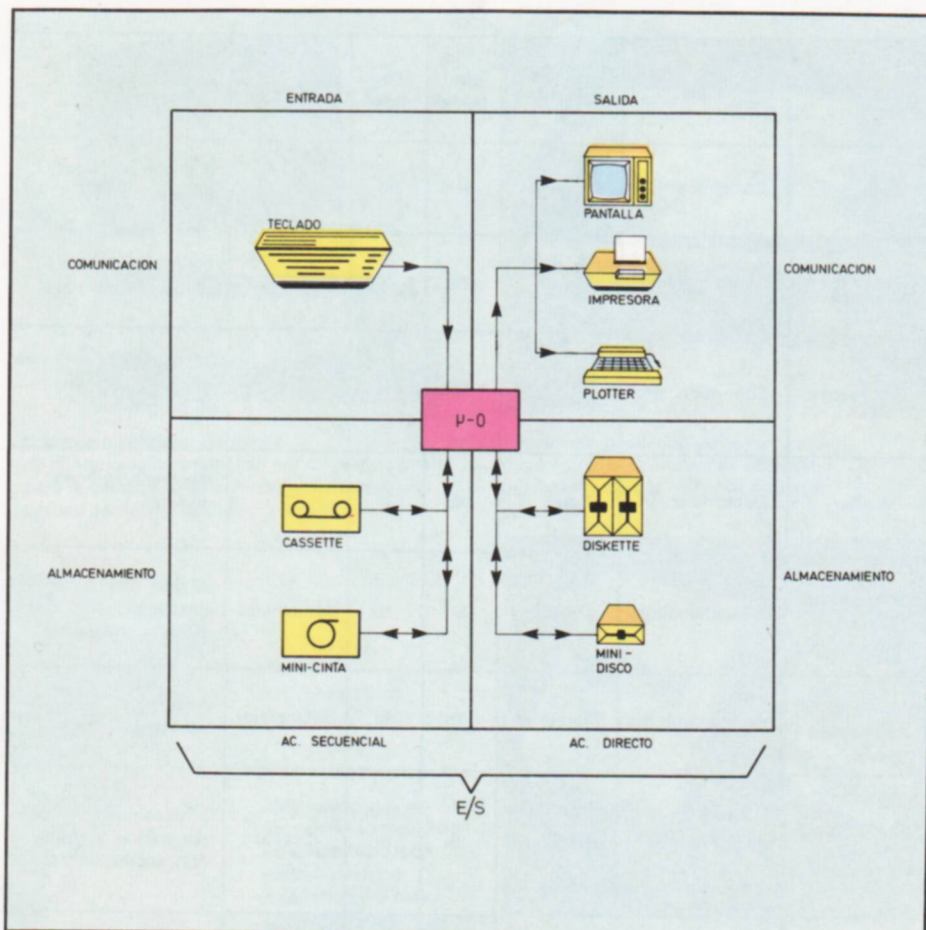 ENTRADA
SALIDA
PANTALLA
TECLADO
COMUNICACION
COMUNICACION
IMPRESORA
PLOTTER
µ-0
CASSETTE
DISKETTE
ALMACENAMIENTO
ALMACENAMIENTO
MINI-CINTA
MINI-
DISCO
AC. SECUENCIAL
AC. DIRECTO
E/S